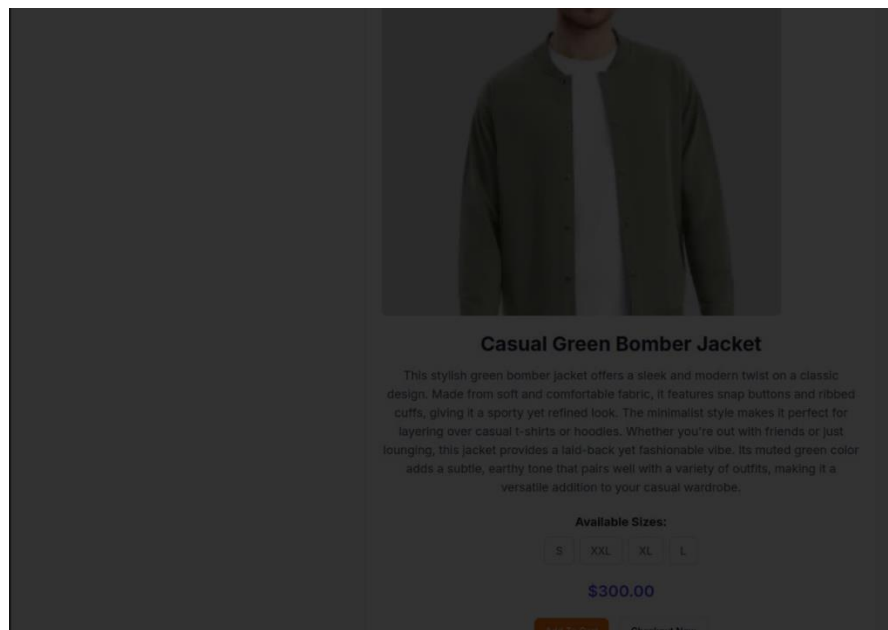 Casual Green Bomber Jacket
This stylish green bomber jacket offers a sleek and modern twist on a classic
design. Made from soft and comfortable fabric, it features snap buttons and ribbed
cuffs, giving it a sporty yet refined look. The minimalist style makes it perfect for
layering over casual t-shirts or hoodies. Whether you're out with friends or just
lounging, this jacket provides a laid-back yet fashionable vibe. Its muted green color
adds a subtle, earthy tone that pairs well with a variety of outfits, making it a
versatile addition to your casual wardrobe.
Available Sizes:
S XXL XL L
$300.00
Add To Cart Checkout Now